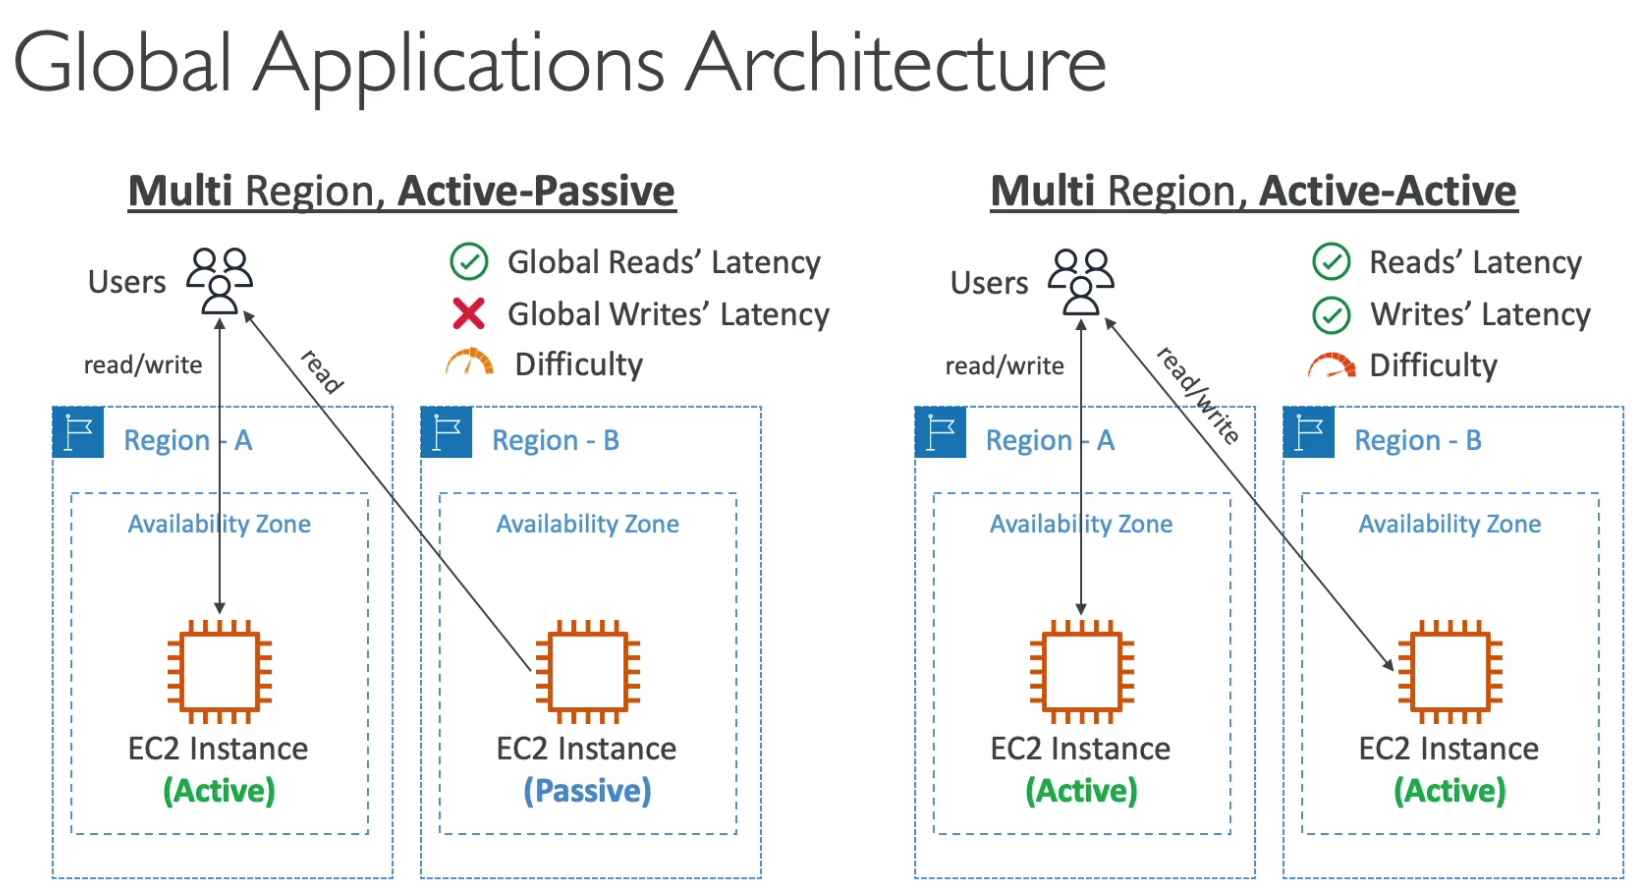 Global Applications Architecture
Multi Region, Active-Passive
Users
Global Reads’ Latency
Global Writes’ Latency
Difficulty
read/write
read
Region - A
Availability Zone
EC2 Instance
(Active)
Region - B
Availability Zone
EC2 Instance
(Passive)
Multi Region, Active-Active
Users
Reads’ Latency
Writes’ Latency
Difficulty
read/write
read/write
Region - A
Availability Zone
EC2 Instance
(Active)
Region - B
Availability Zone
EC2 Instance
(Active)